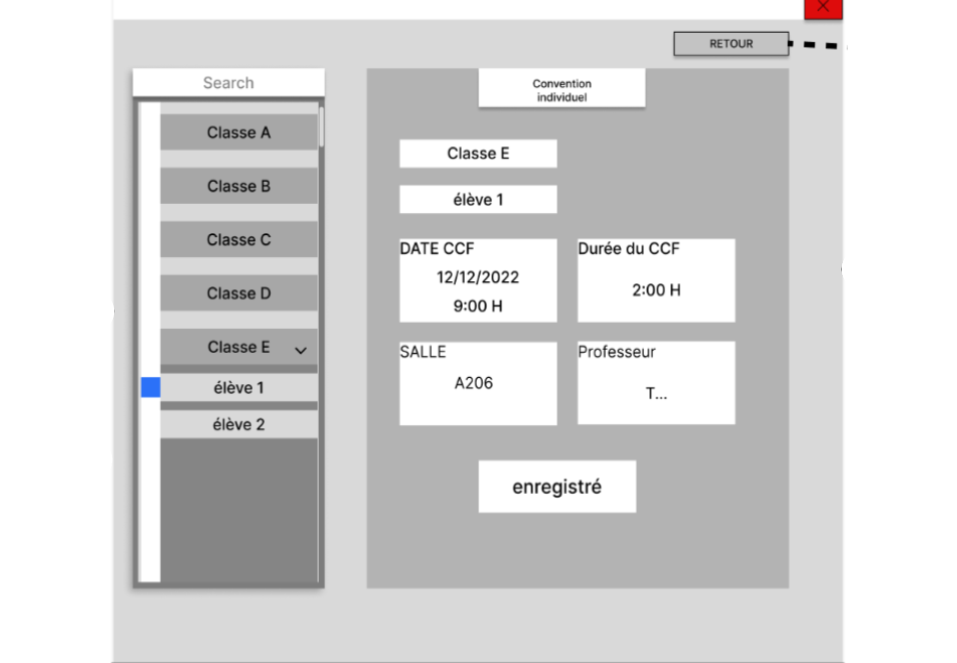 RETOUR
Search
Classe A
Classe B
Classe C
Classe D
Classe E
élève 1
élève 2
Convention
individuel
Classe E
élève 1
DATE CCF
12/12/2022
9:00 H
Durée du CCF
2:00 H
SALLE
A206
Professeur
T...
enregistré